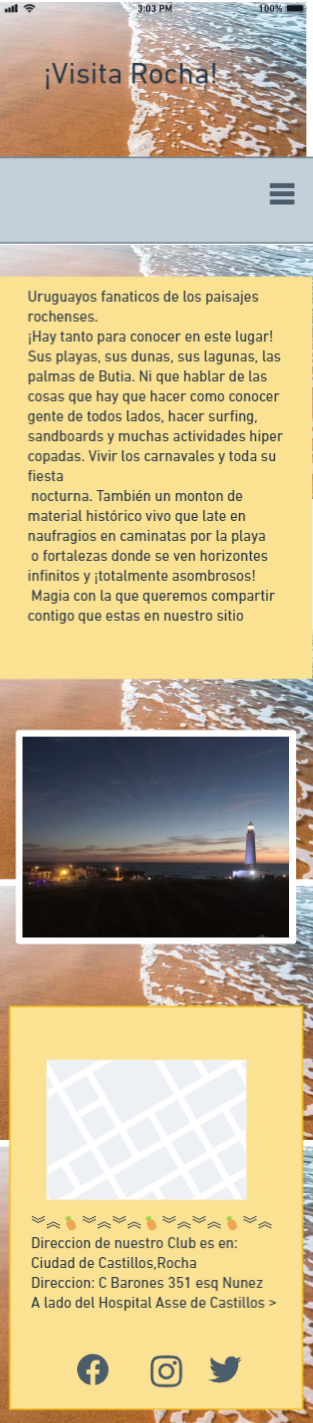 3:03 PM
100%
¡Visita Rocha!
Uruguayos fanaticos de los paisajes
rochenses.
¡Hay tanto para conocer en este lugar!
Sus playas, sus dunas, sus lagunas, las
palmas de Butia. Ni que hablar de las
cosas que hay que hacer como conocer
gente de todos lados, hacer surfing,
sandboards y muchas actividades hiper
copadas. Vivir los carnavales y toda su
fiesta
nocturna. También un monton de
material histórico vivo que late en
naufragios en caminatas por la playa
o fortalezas donde se ven horizontes
infinitos y ¡totalmente asombrosos!
Magia con la que queremos compartir
contigo que estas en nuestro sitio
Direccion de nuestro Club es en:
Ciudad de Castillos,Rocha
Direccion: C Barones 351 esq Nunez
A lado del Hospital Asse de Castillos >